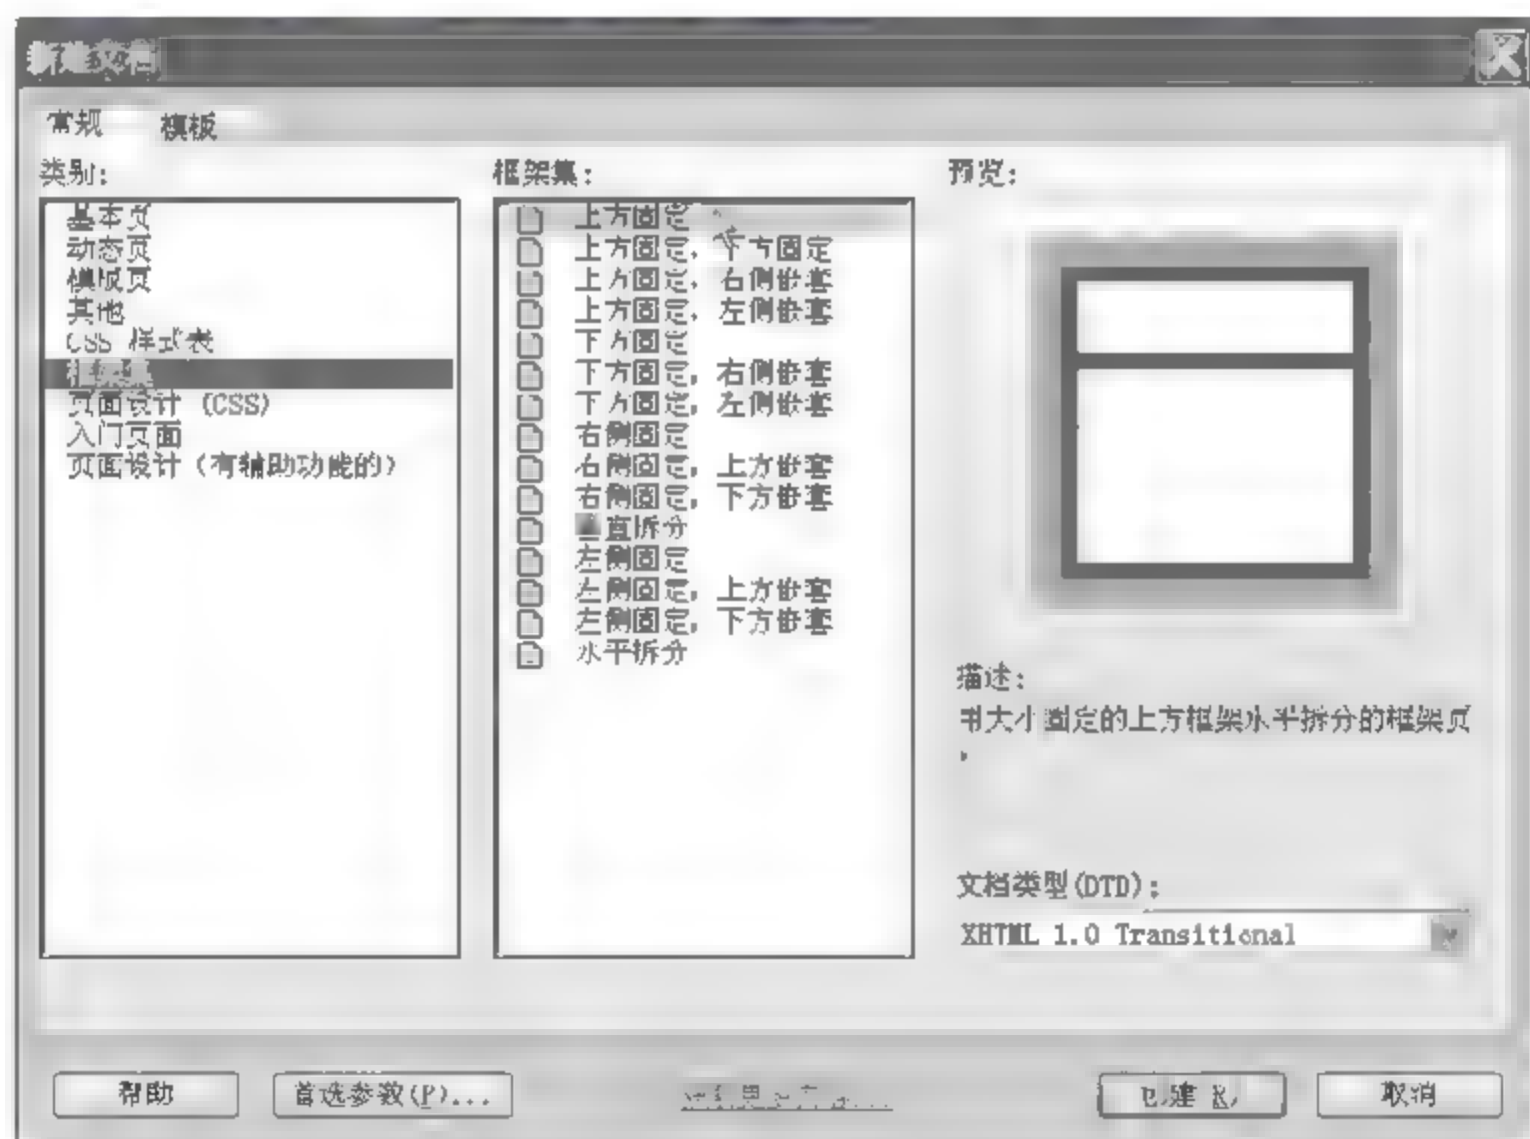 新建文档
常规 模板
类别:
基本页
动态页
模版页
其他
CSS 样式表
框架集
页面设计 (CSS)
入门页面
页面设计 (有辅助功能的)
框架集:
上方固定
上方固定，下方固定
上方固定，右侧嵌套
上方固定，左侧嵌套
下方固定
下方固定，右侧嵌套
下方固定，左侧嵌套
右侧固定
右侧固定，上方嵌套
右侧固定，下方嵌套
垂直拆分
左侧固定
左侧固定，上方嵌套
左侧固定，下方嵌套
水平拆分
预览:
描述:
用大小固定的上方框架水平拆分的框架页
。
文档类型(DTD):
XHTML 1.0 Transitional
帮助
首选参数(P)...
创建(R)
取消